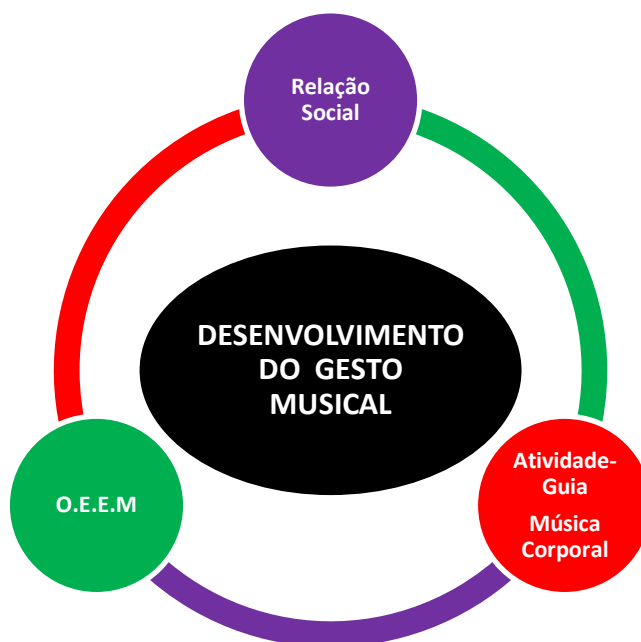 Relação
Social
DESENVOLVIMENTO
DO GESTO
MUSICAL
O.E.E.M
Atividade-
Guia
Música
Corporal